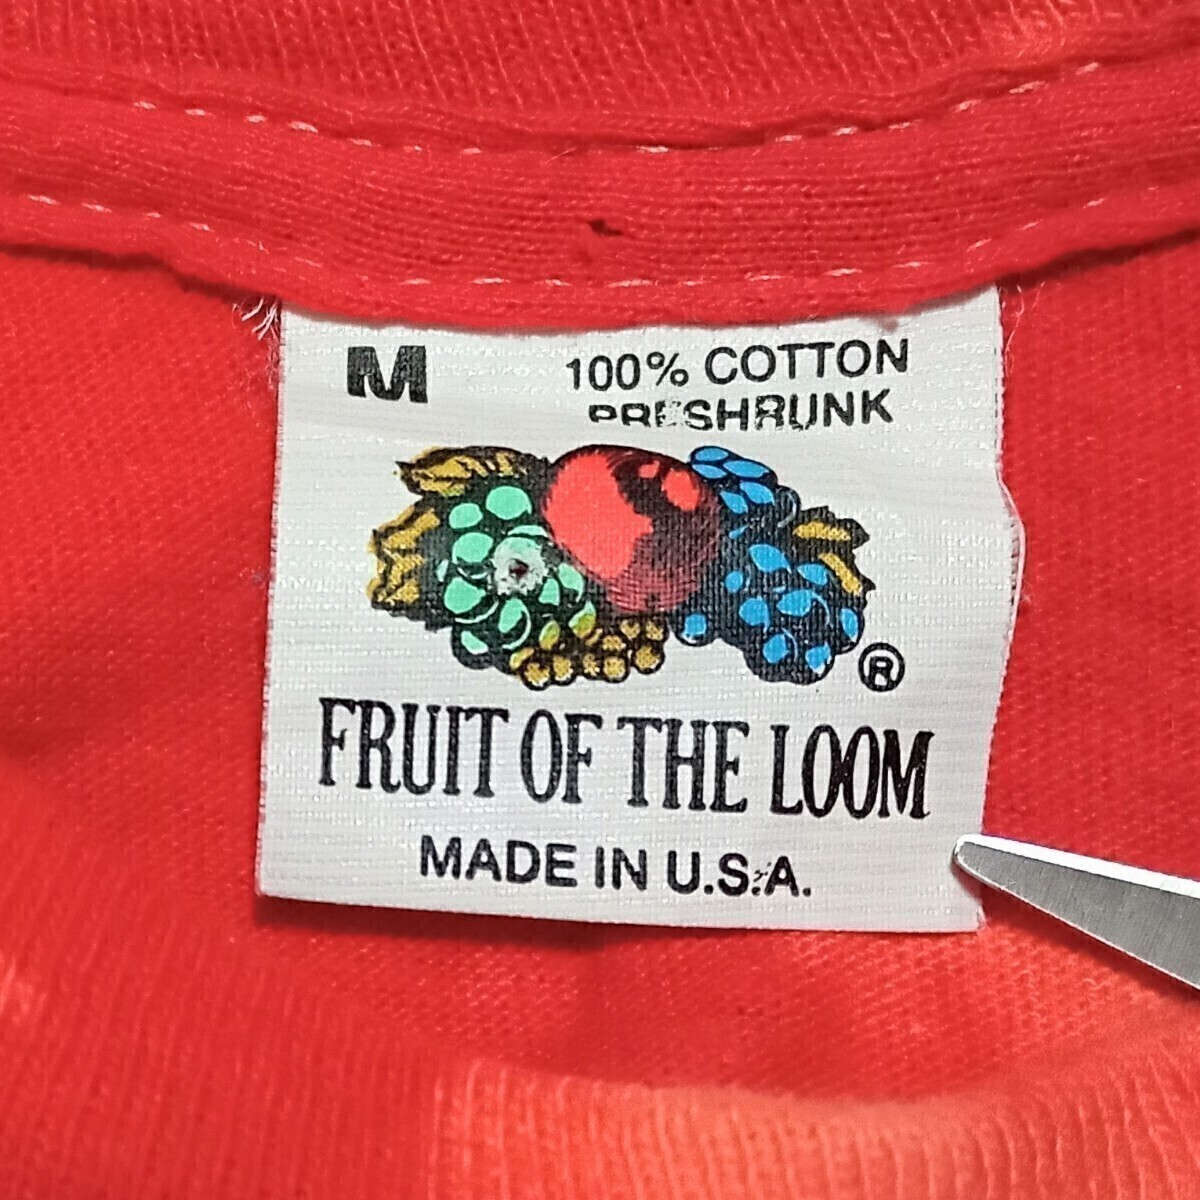 M 100% COTTON
PRESHRUNK
®
FRUIT OF THE LOOM
MADE IN U.S.A.